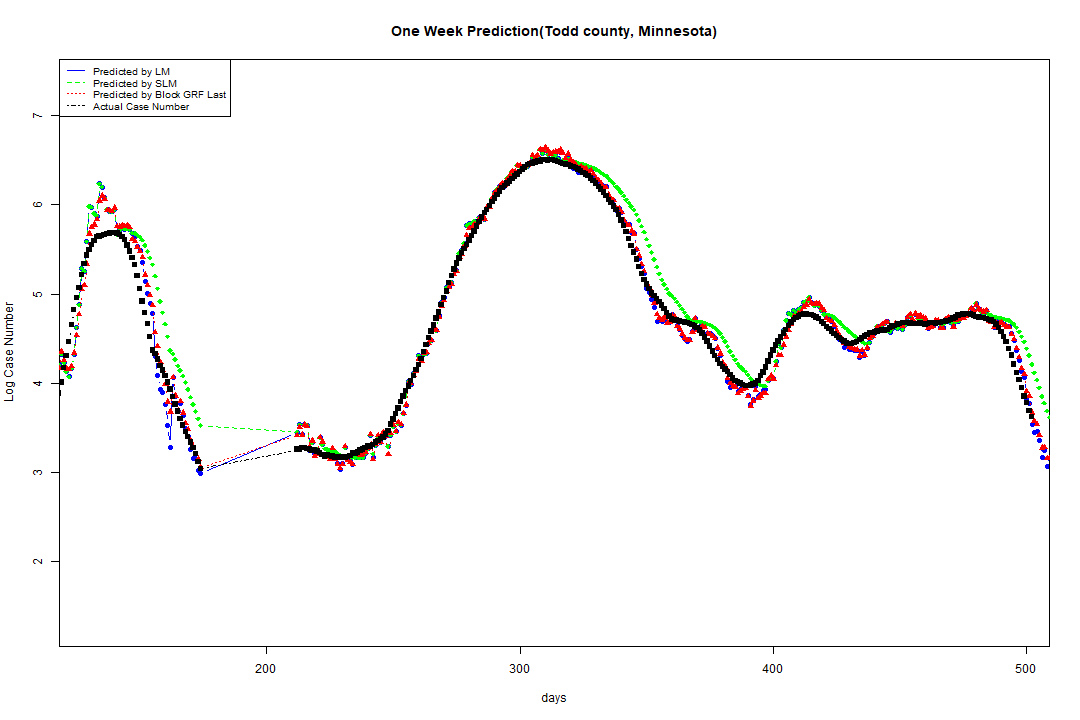 One Week Prediction(Todd county, Minnesota)
Predicted by LM
Predicted by SLM
Predicted by Block GRF Last
Actual Case Number
7
6
5
4
3
2
Log Case Number
200 300 400 500
days